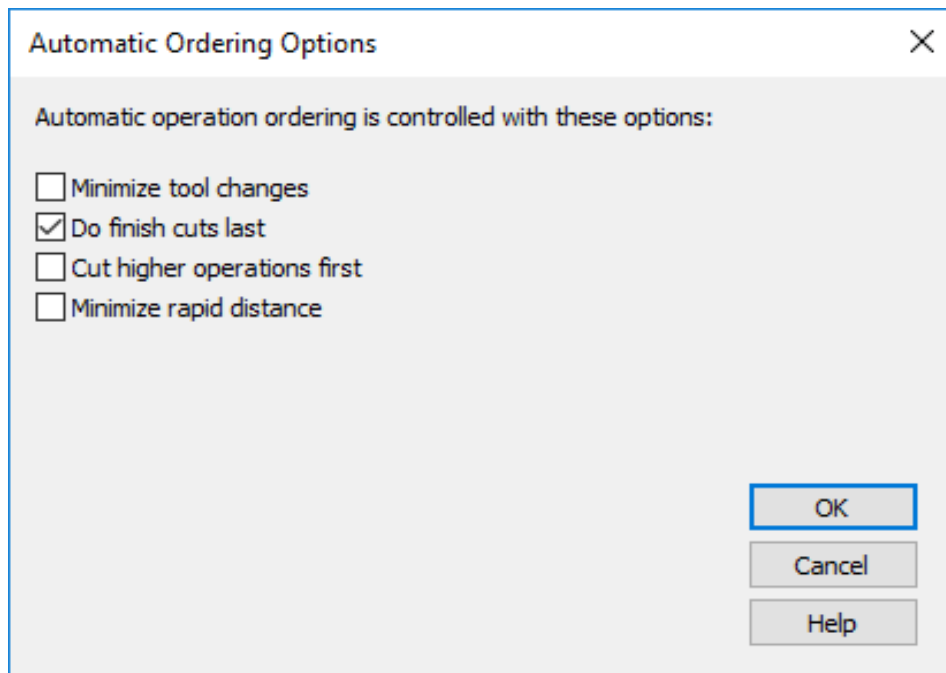 Automatic Ordering Options
Automatic operation ordering is controlled with these options:
Minimize tool changes
Do finish cuts last
Cut higher operations first
Minimize rapid distance
OK
Cancel
Help